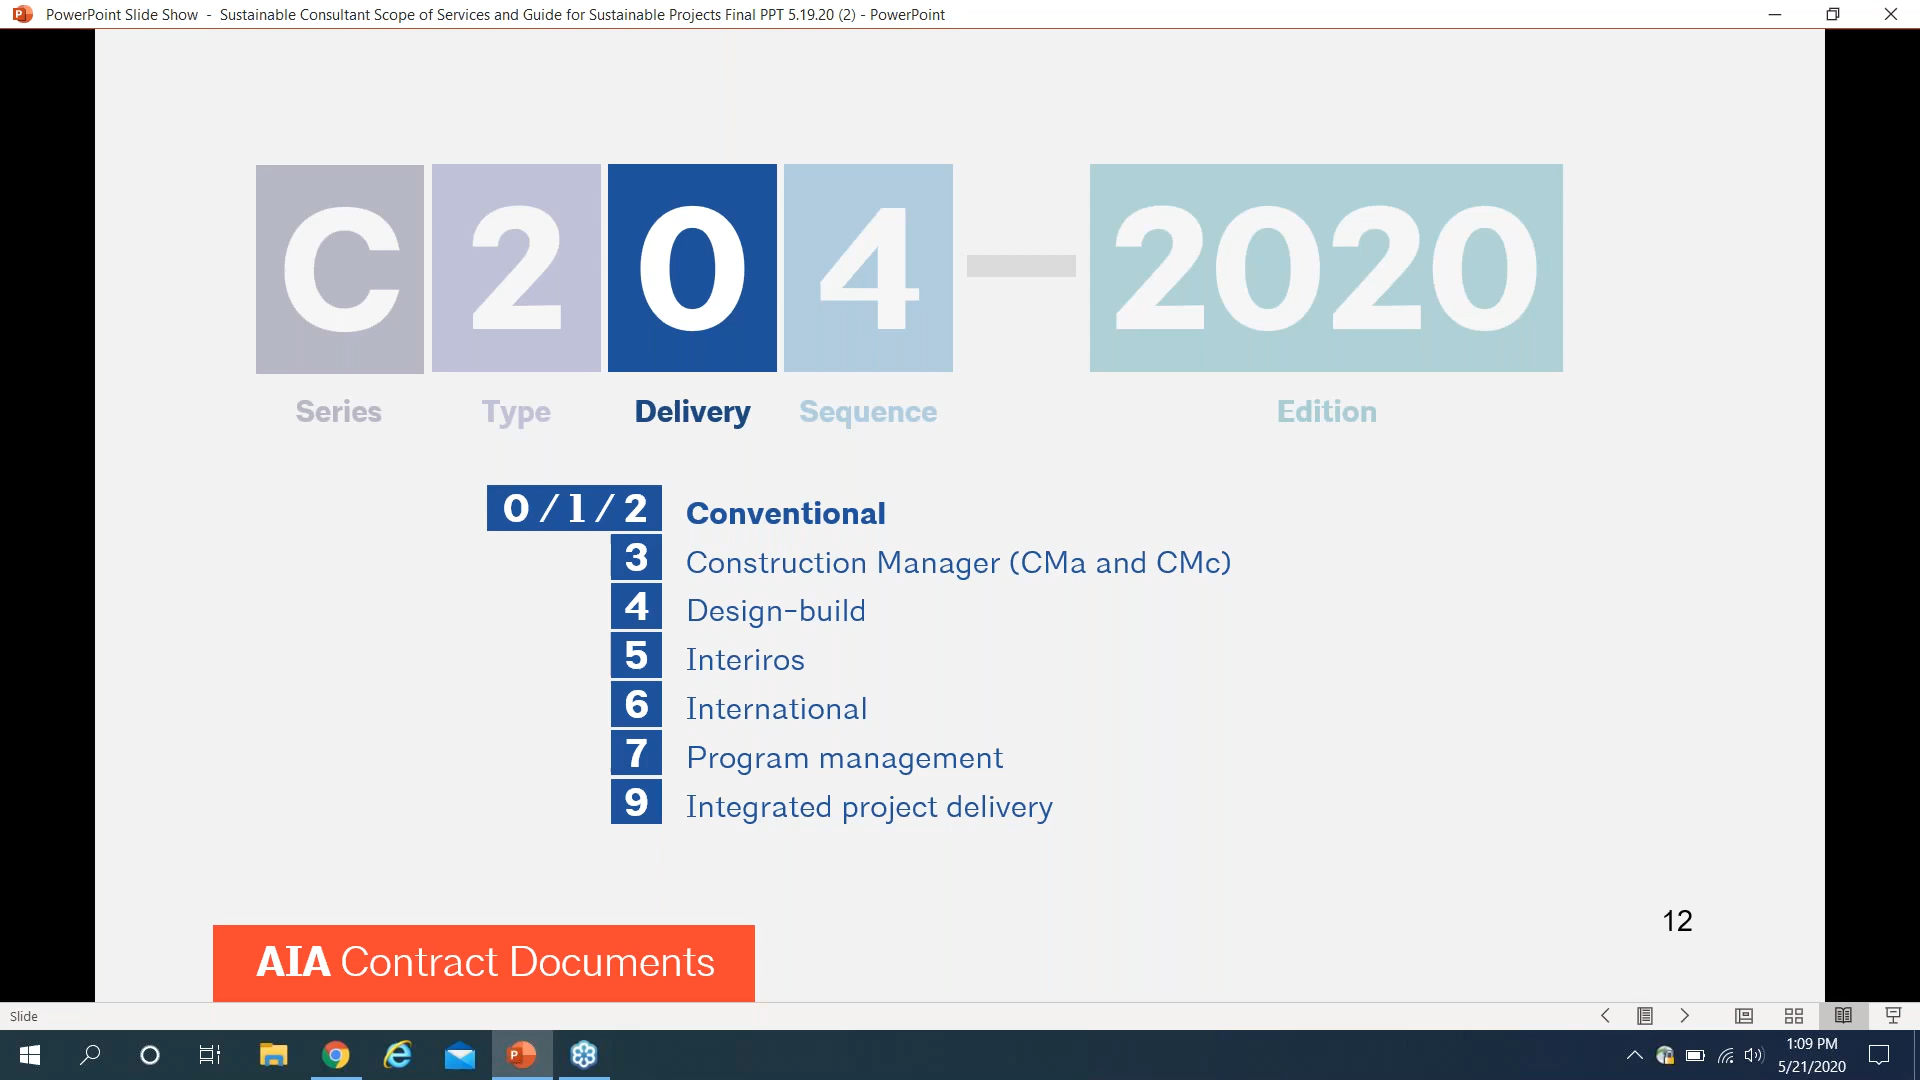 PowerPoint Slide Show - Sustainable Consultant Scope of Services and Guide for Sustainable Projects Final PPT 5.19.20 (2) - PowerPoint
C204 — 2020
Series Type Delivery Sequence Edition
0 / 1 / 2 Conventional
3 Construction Manager (CMa and CMc)
4 Design-build
5 Interiros
6 International
7 Program management
9 Integrated project delivery
12
AIA Contract Documents
Slide
1:09 PM
5/21/2020